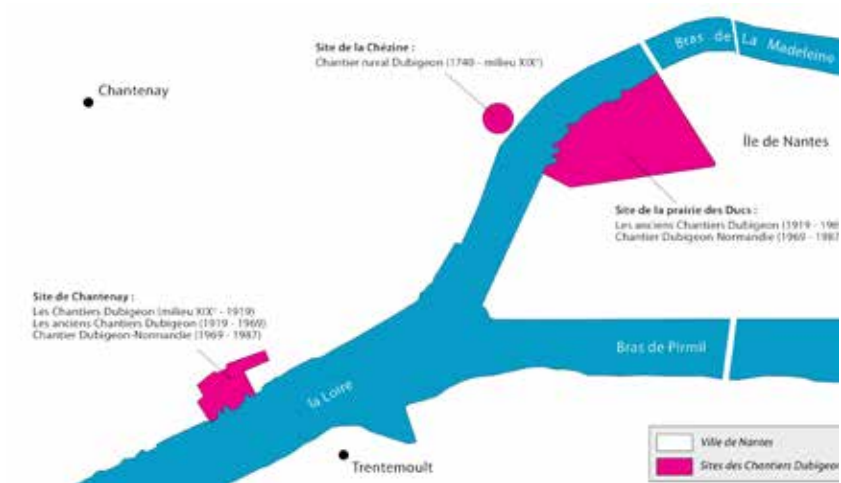 Site de la Chézine :
Chantier naval Dubigeon (1740 - milieu XIX°)
Bras de La Madeleine
Chantenay
Île de Nantes
Site de la prairie des Ducs :
Les anciens Chantiers Dubigeon (1919 - 196
Chantier Dubigeon Normandie (1969 - 1987
Site de Chantenay :
Les Chantiers Dubigeon (milieu XIX° - 1919)
Les anciens Chantiers Dubigeon (1919 - 1969)
Chantier Dubigeon-Normandie (1969 - 1987)
Bras de Pirmil
la Loire
Trentemoult
Ville de Nantes
Sites des Chantiers Dubigeon